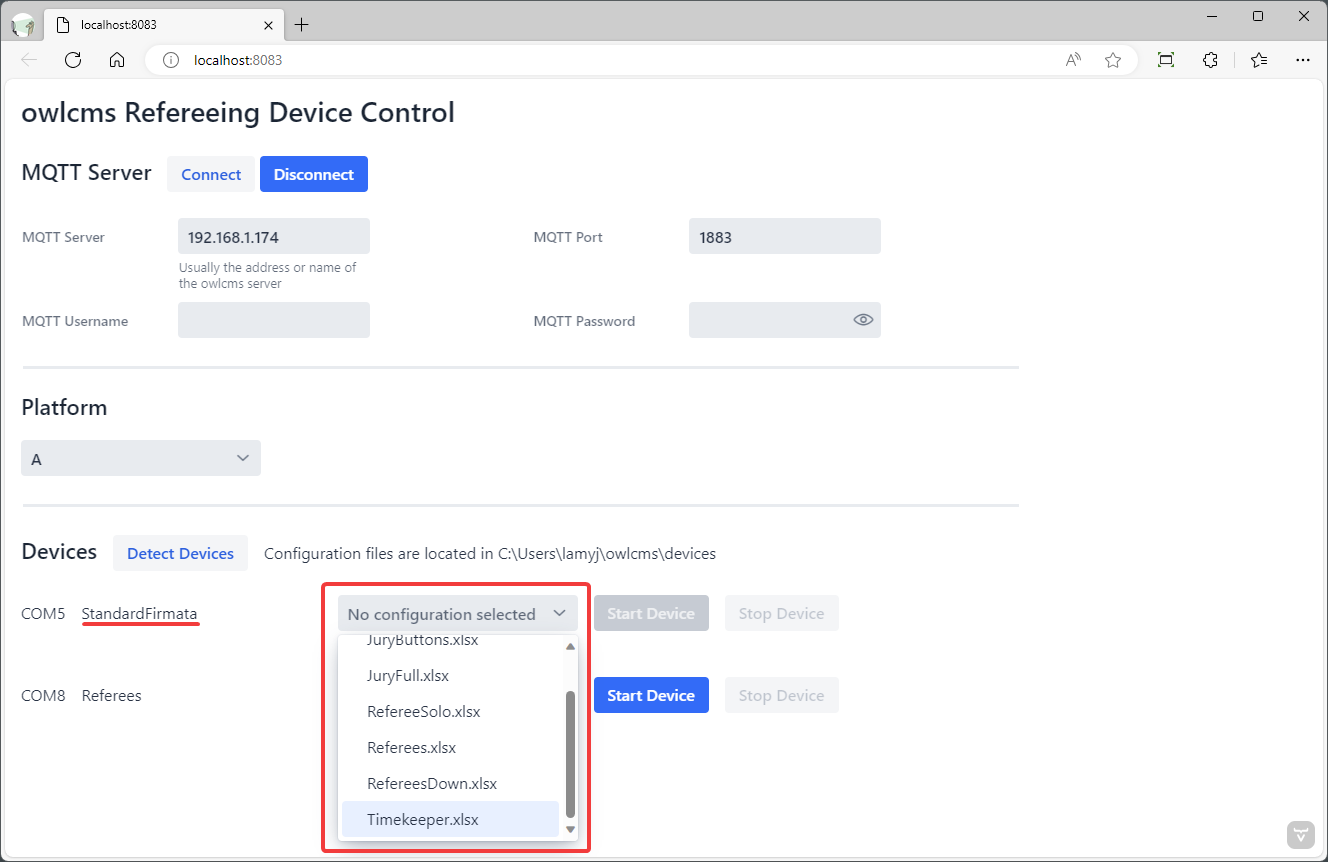 localhost:8083
localhost:8083
owlcms Refereeing Device Control
MQTT Server Connect Disconnect
MQTT Server 192.168.1.174 MQTT Port 1883
Usually the address or name of
the owlcms server
MQTT Username MQTT Password
Platform
A
Devices Detect Devices Configuration files are located in C:\Users\lamyj\owlcms\devices
COM5 StandardFirmata No configuration selected Start Device Stop Device
JuryButtons.xlsx
JuryFull.xlsx
COM8 Referees Start Device Stop Device
RefereeSolo.xlsx
Referees.xlsx
RefereesDown.xlsx
Timekeeper.xlsx